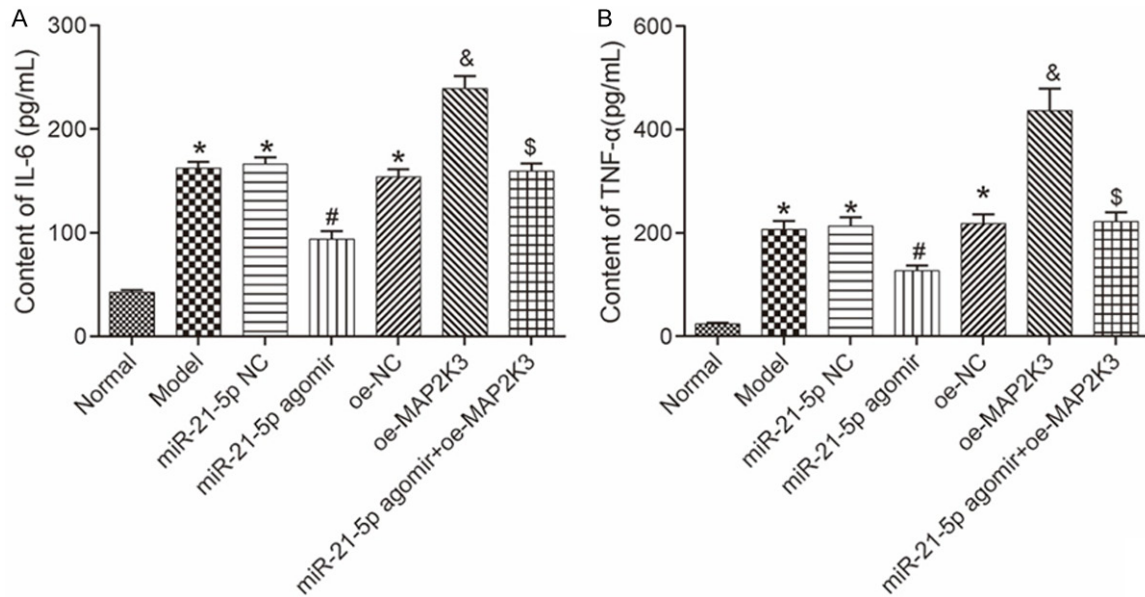 A
Content of IL-6 (pg/mL)
300
200
100
0
*
*
#
*
&
$
Normal
Model
miR-21-5p NC
miR-21-5p agomir
oe-NC
oe-MAP2K3
miR-21-5p agomir+oe-MAP2K3
B
Content of TNF-α(pg/mL)
600
400
200
0
*
*
#
*
&
$
Normal
Model
miR-21-5p NC
miR-21-5p agomir
oe-NC
oe-MAP2K3
miR-21-5p agomir+oe-MAP2K3